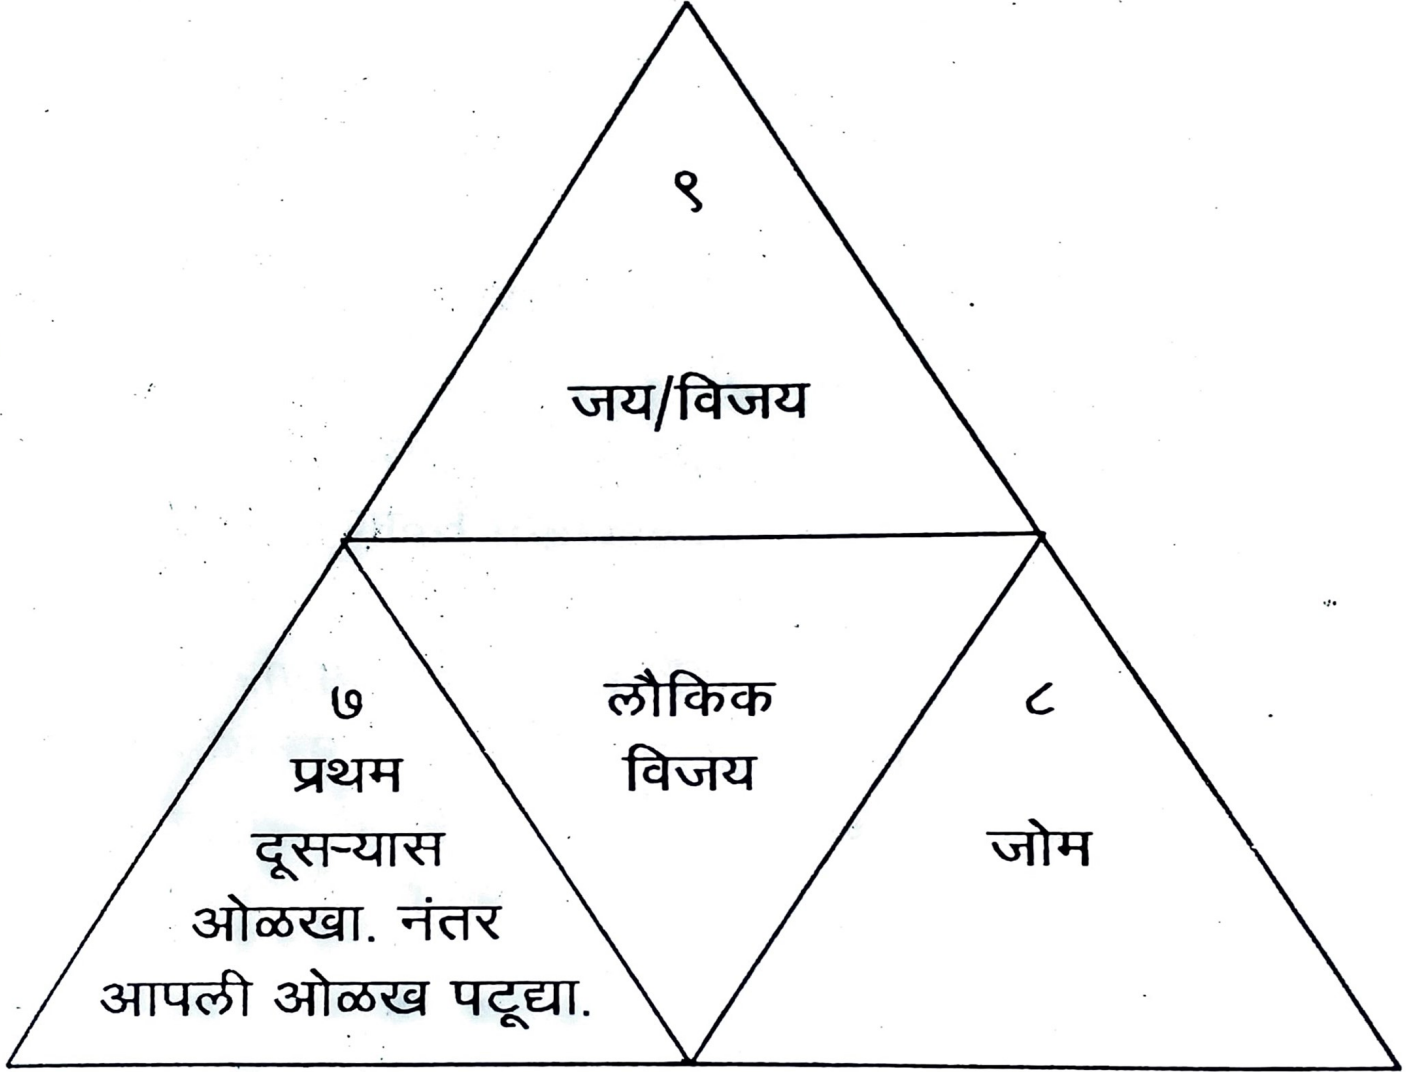 ९
जय/विजय
७
प्रथम
दूसऱ्यास
ओळखा. नंतर
आपली ओळख पटूद्या.
लौकिक
विजय
८
जोम